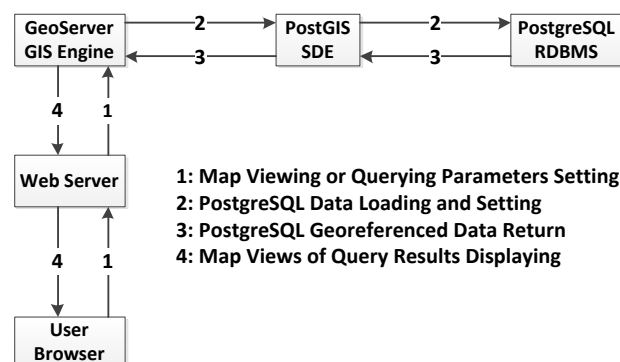 GeoServer
GIS Engine
2
3
PostGIS
SDE
2
3
PostgreSQL
RDBMS
4
1
Web Server
1: Map Viewing or Querying Parameters Setting
2: PostgreSQL Data Loading and Setting
3: PostgreSQL Georeferenced Data Return
4: Map Views of Query Results Displaying
4
1
User
Browser